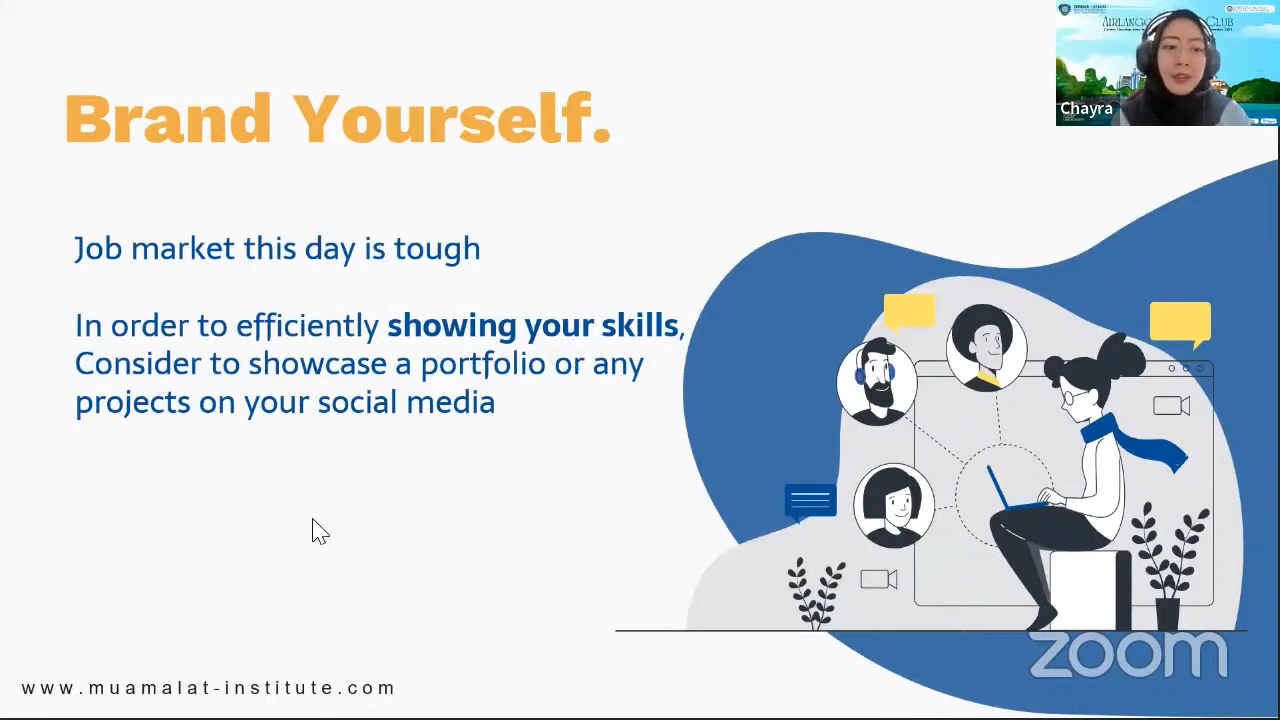 Brand Yourself.
Job market this day is tough
In order to efficiently showing your skills,
Consider to showcase a portfolio or any
projects on your social media
www.muamalat-institute.com
Chayra
zoom